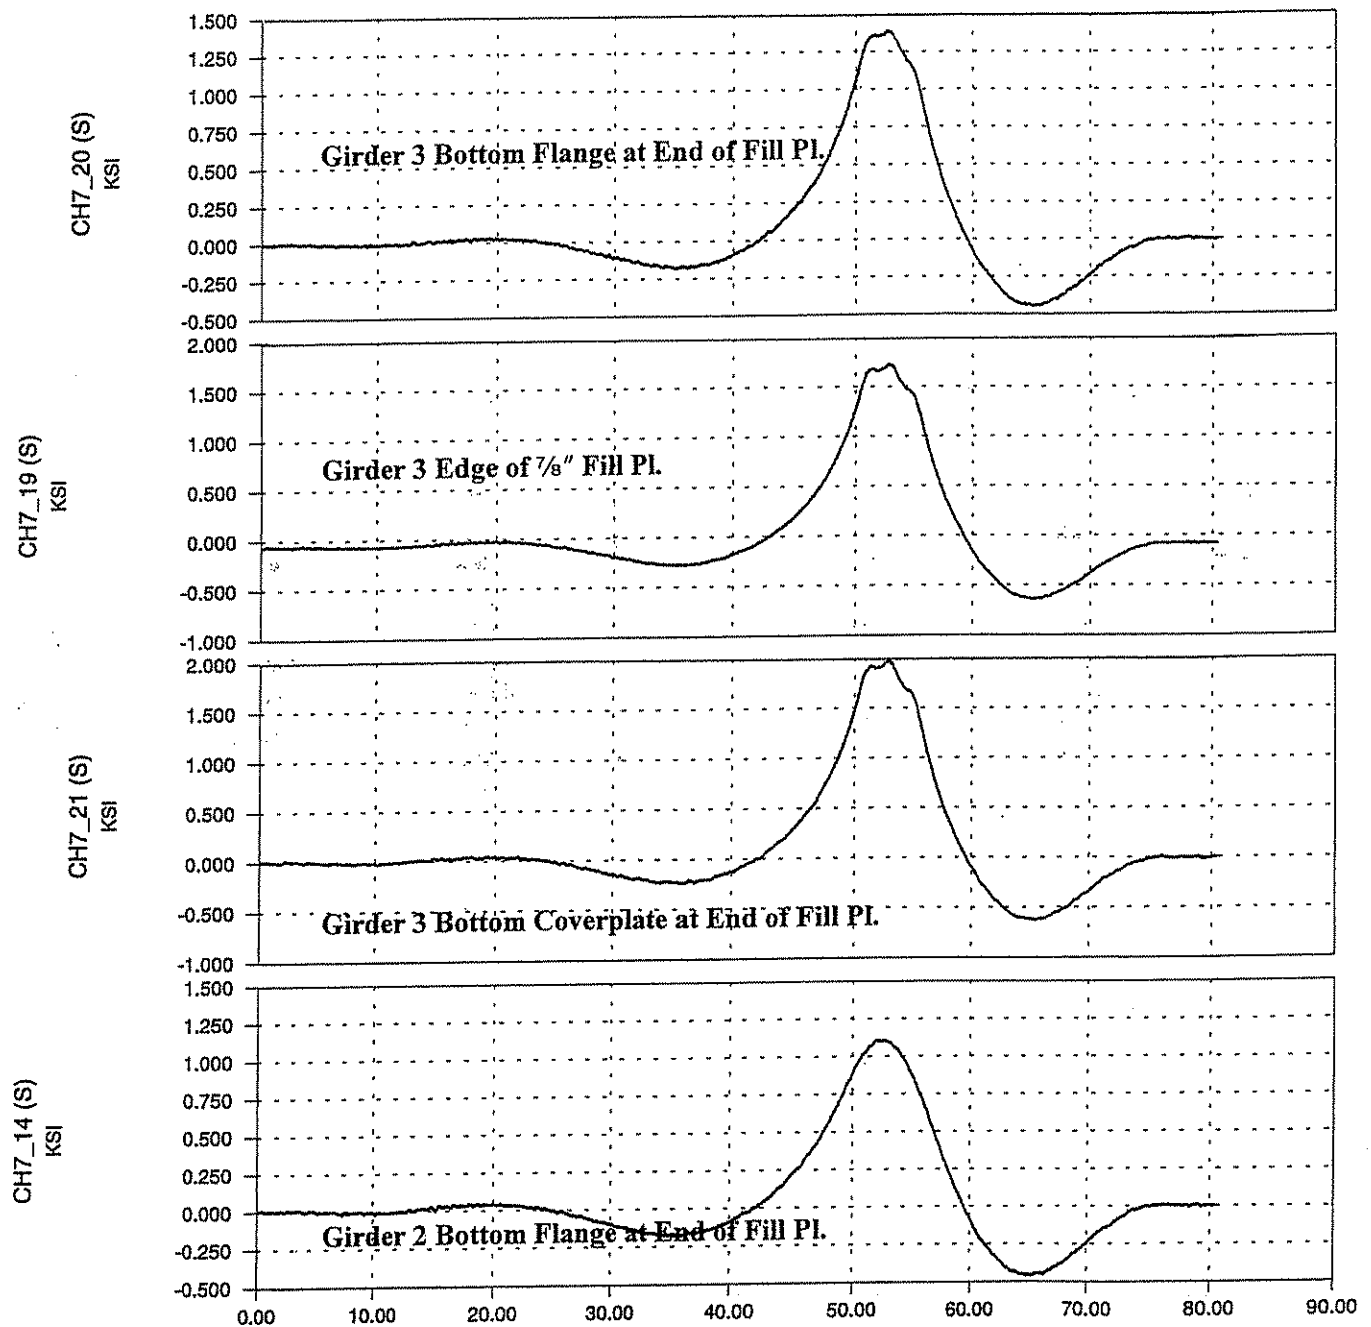 CH7_20 (S)
KSI
1.500
1.250
1.000
0.750
0.500
0.250
0.000
-0.250
-0.500
Girder 3 Bottom Flange at End of Fill Pl.
CH7_19 (S)
KSI
2.000
1.500
1.000
0.500
0.000
-0.500
-1.000
Girder 3 Edge of ⅞" Fill Pl.
CH7_21 (S)
KSI
2.000
1.500
1.000
0.500
0.000
-0.500
-1.000
Girder 3 Bottom Coverplate at End of Fill Pl.
CH7_14 (S)
KSI
1.500
1.250
1.000
0.750
0.500
0.250
0.000
-0.250
-0.500
Girder 2 Bottom Flange at End of Fill Pl.
0.00 10.00 20.00 30.00 40.00 50.00 60.00 70.00 80.00 90.00